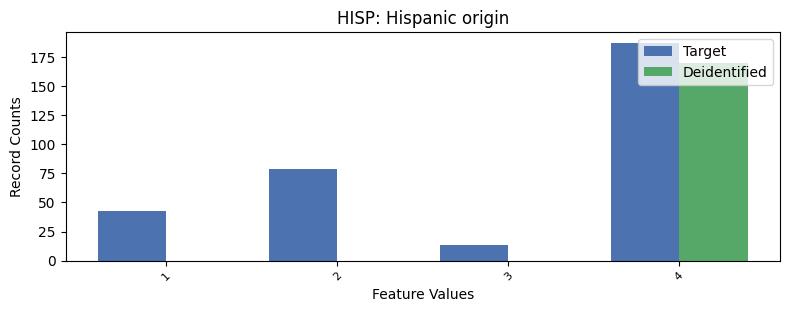 HISP: Hispanic origin
Target
Deidentified
Record Counts
175
150
125
100
75
50
25
0
1
2
3
4
Feature Values